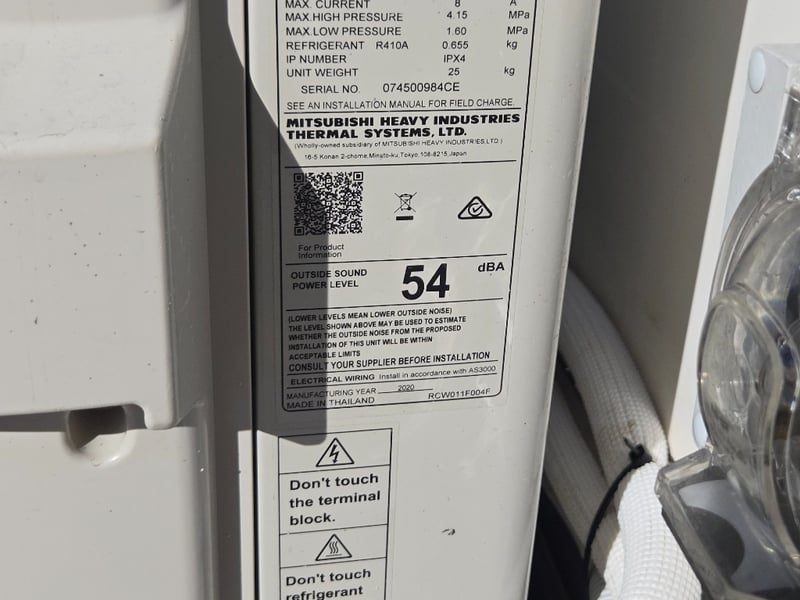 MAX. CURRENT 8 A
MAX.HIGH PRESSURE 4.15 MPa
MAX.LOW PRESSURE 1.60 MPa
REFRIGERANT R410A 0.655 kg
IP NUMBER IPX4
UNIT WEIGHT 25 kg
SERIAL NO. 074500984CE
SEE AN INSTALLATION MANUAL FOR FIELD CHARGE.
MITSUBISHI HEAVY INDUSTRIES
THERMAL SYSTEMS, LTD.
(Wholly-owned subsidiary of MITSUBISHI HEAVY INDUSTRIES,LTD.)
16-5 Konan 2-chome,Minato-ku,Tokyo,108-8215,Japan
For Product
Information
OUTSIDE SOUND
POWER LEVEL
54 dBA
(LOWER LEVELS MEAN LOWER OUTSIDE NOISE)
THE LEVEL SHOWN ABOVE MAY BE USED TO ESTIMATE
WHETHER THE OUTSIDE NOISE FROM THE PROPOSED
INSTALLATION OF THIS UNIT WILL BE WITHIN
ACCEPTABLE LIMITS
CONSULT YOUR SUPPLIER BEFORE INSTALLATION
ELECTRICAL WIRING Install in accordance with AS3000
MANUFACTURING YEAR 2020
MADE IN THAILAND RCW011F004F
Don't touch
the terminal
block.
Don't touch
refrigerant